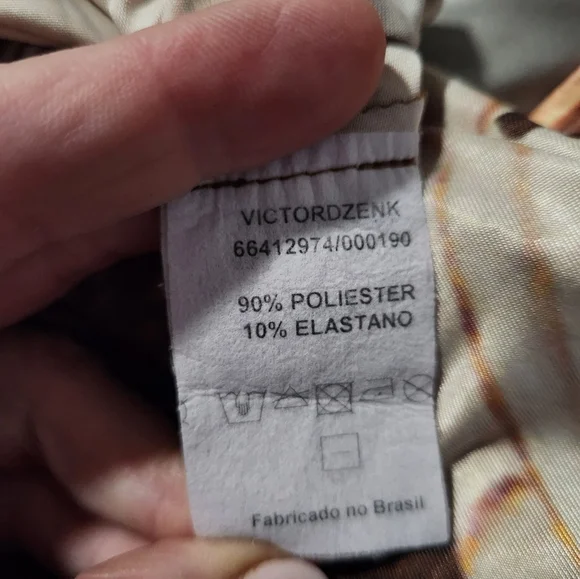 VICTORDZENK
66412974/000190
90% POLIESTER
10% ELASTANO
Fabricado no Brasil